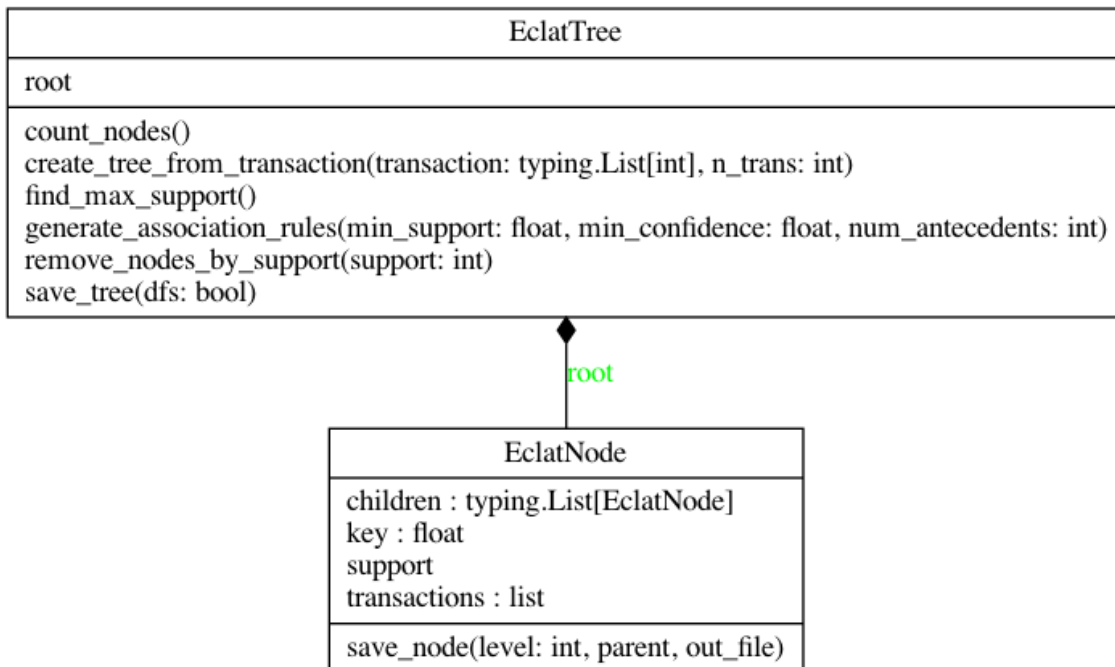 EclatTree
root
count_nodes()
create_tree_from_transaction(transaction: typing.List[int], n_trans: int)
find_max_support()
generate_association_rules(min_support: float, min_confidence: float, num_antecedents: int)
remove_nodes_by_support(support: int)
save_tree(dfs: bool)
root
EclatNode
children : typing.List[EclatNode]
key : float
support
transactions : list
save_node(level: int, parent, out_file)